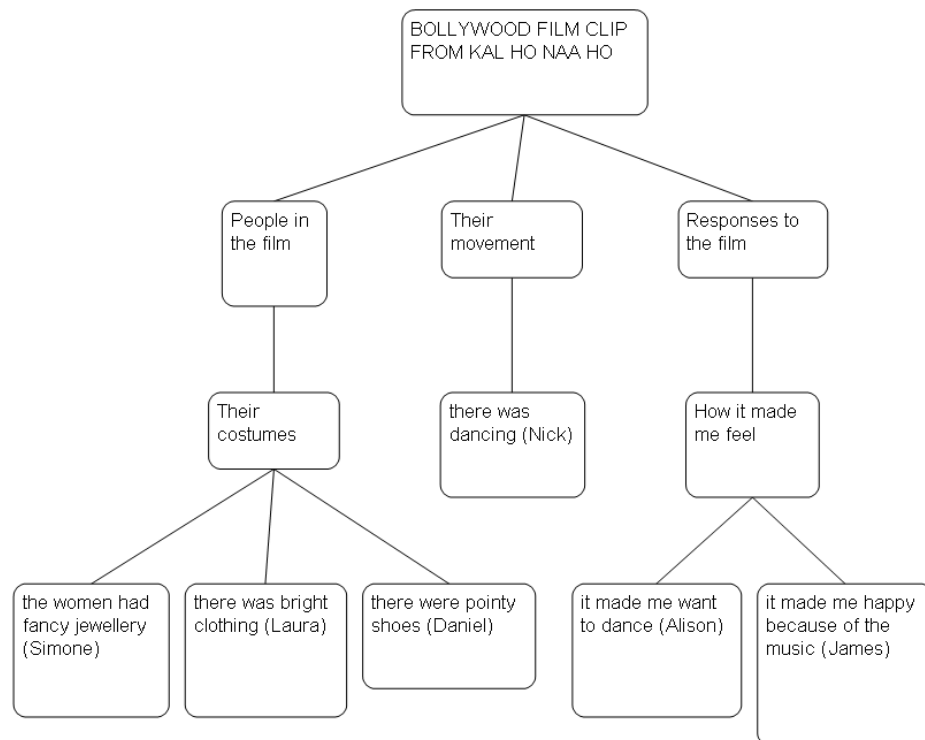 BOLLYWOOD FILM CLIP
FROM KAL HO NAA HO
People in
the film
Their
movement
Responses to
the film
Their
costumes
there was
dancing (Nick)
How it made
me feel
the women had
fancy jewellery
(Simone)
there was bright
clothing (Laura)
there were pointy
shoes (Daniel)
it made me want
to dance (Alison)
it made me happy
because of the
music (James)